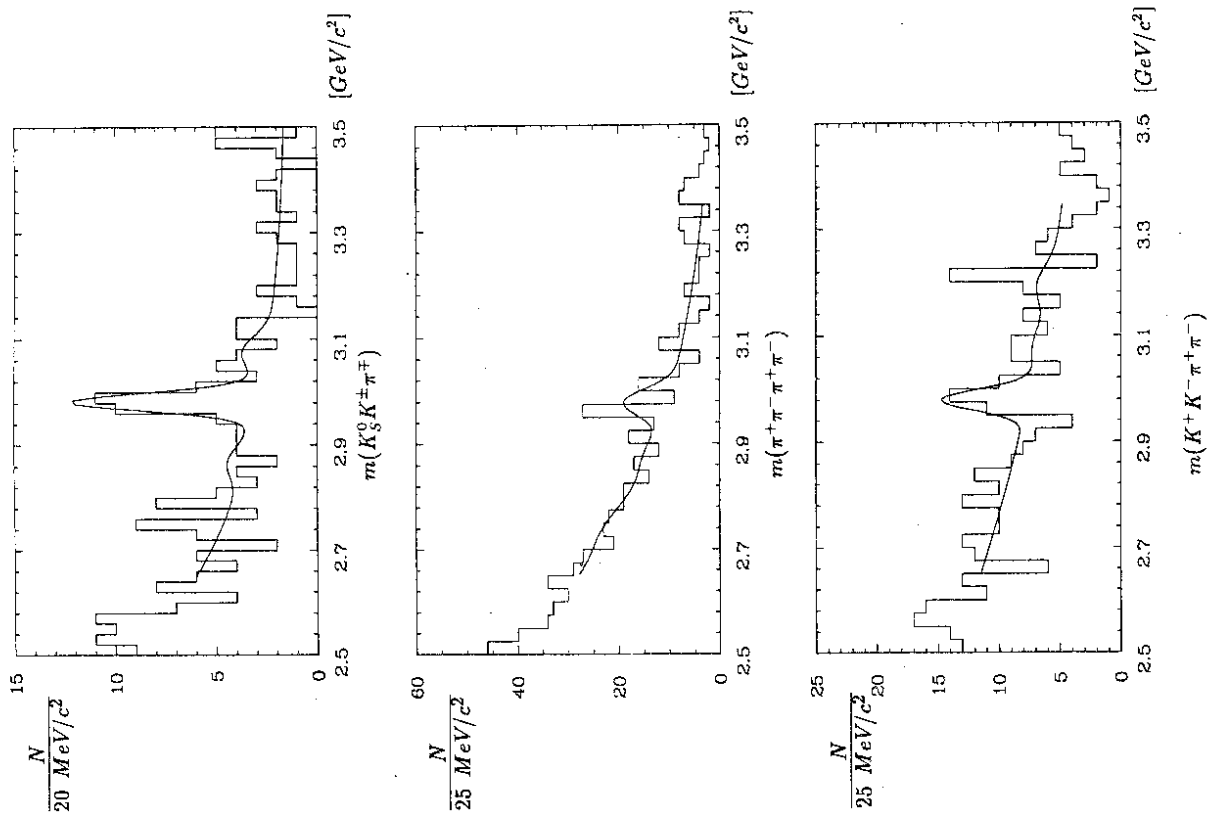 N
20 MeV/c²
15
10
5
0
2.5
2.7
2.9
3.1
3.3
3.5
m(K⁰_S K^± π^∓)
[GeV/c²]
N
25 MeV/c²
60
40
20
0
2.5
2.7
2.9
3.1
3.3
3.5
m(π⁺π⁻π⁺π⁻)
[GeV/c²]
N
25 MeV/c²
25
20
15
10
5
0
2.5
2.7
2.9
3.1
3.3
3.5
m(K⁺K⁻π⁺π⁻)
[GeV/c²]